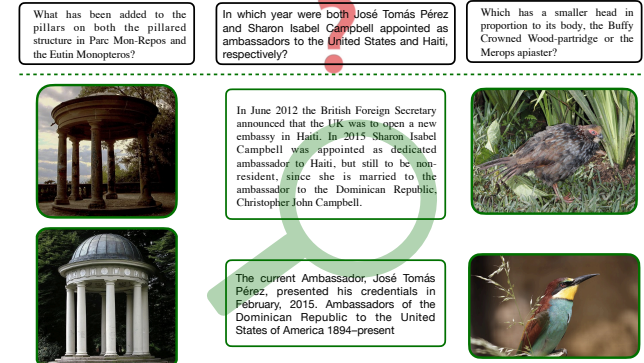 What has been added to the
pillars on both the pillared
structure in Parc Mon-Repos and
the Eutin Monopteros?
In which year were both José Tomás Pérez
and Sharon Isabel Campbell appointed as
ambassadors to the United States and Haiti,
respectively?
Which has a smaller head in
proportion to its body, the Buffy
Crowned Wood-partridge or the
Merops apiaster?
In June 2012 the British Foreign Secretary
announced that the UK was to open a new
embassy in Haiti. In 2015 Sharon Isabel
Campbell was appointed as dedicated
ambassador to Haiti, but still to be non-
resident, since she is married to the
ambassador to the Dominican Republic,
Christopher John Campbell.
The current Ambassador, José Tomás
Pérez, presented his credentials in
February, 2015. Ambassadors of the
Dominican Republic to the United
States of America 1894–present